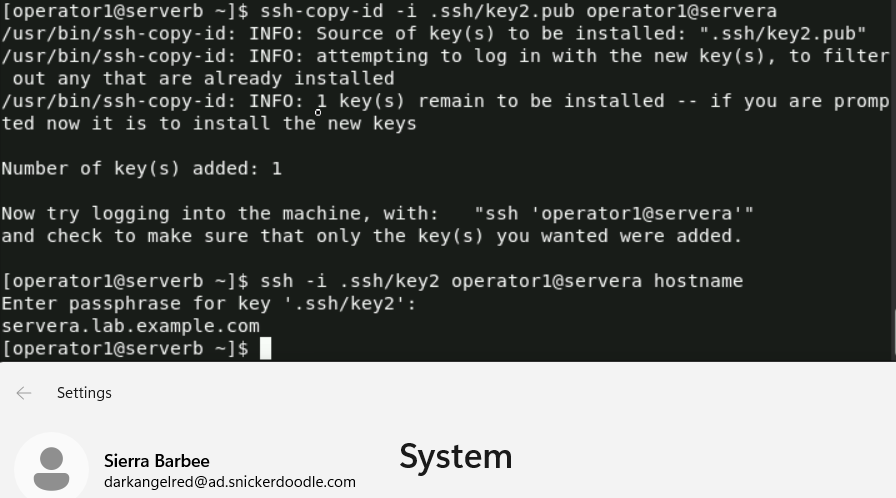 [operator1@serverb ~]$ ssh-copy-id -i .ssh/key2.pub operator1@servera
/usr/bin/ssh-copy-id: INFO: Source of key(s) to be installed: ".ssh/key2.pub"
/usr/bin/ssh-copy-id: INFO: attempting to log in with the new key(s), to filter
 out any that are already installed
/usr/bin/ssh-copy-id: INFO: 1 key(s) remain to be installed -- if you are promp
ted now it is to install the new keys
Number of key(s) added: 1
Now try logging into the machine, with:   "ssh 'operator1@servera'"
and check to make sure that only the key(s) you wanted were added.
[operator1@serverb ~]$ ssh -i .ssh/key2 operator1@servera hostname
Enter passphrase for key '.ssh/key2':
servera.lab.example.com
[operator1@serverb ~]$
Settings
System
Sierra Barbee
darkangelred@ad.snickerdoodle.com